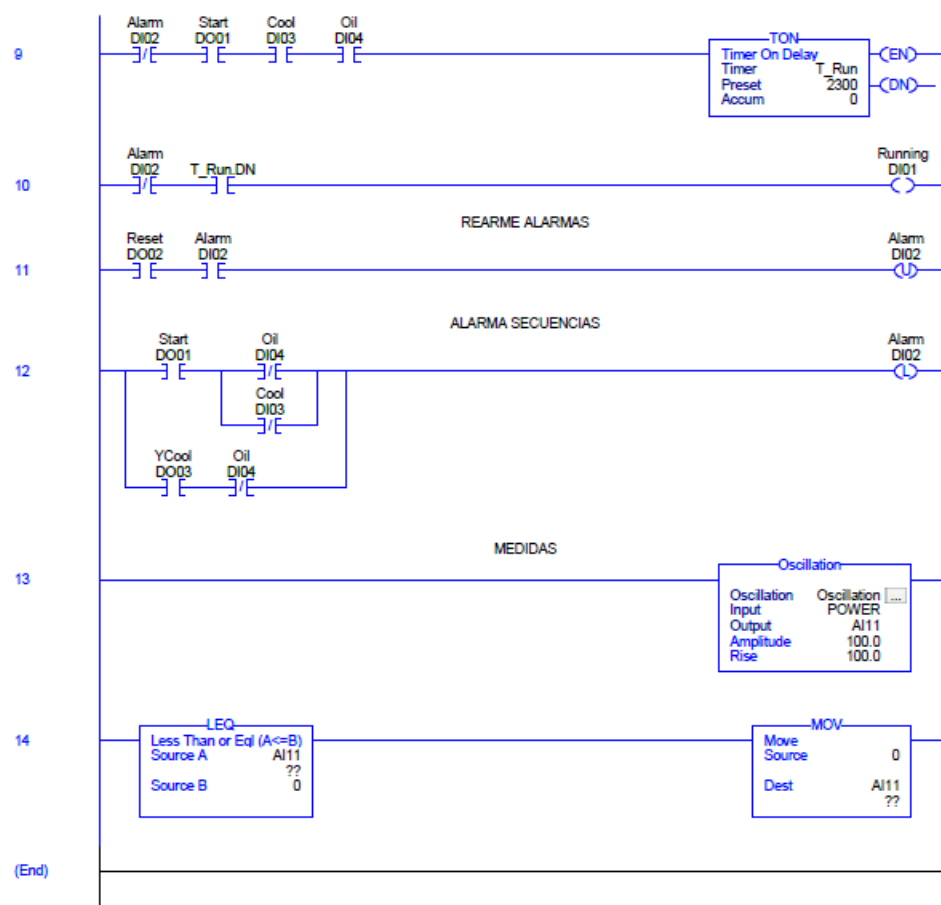 Alarm Start Cool Oil
DI02 DO01 DI03 DI04
9
TON
Timer On Delay
Timer T_Run
Preset 2300
Accum 0
EN
DN
Alarm
DI02 T_Run.DN
Running
DI01
10
REARME ALARMAS
Reset Alarm
DO02 DI02
Alarm
DI02
11
U
ALARMA SECUENCIAS
Start Oil
DO01 DI04
Alarm
DI02
12
L
Cool
DI03
YCool Oil
DO03 DI04
MEDIDAS
13
Oscillation
Oscillation Oscillation ...
Input POWER
Output AI11
Amplitude 100.0
Rise 100.0
14
LEQ
Less Than or Eql (A<=B)
Source A AI11
??
Source B 0
MOV
Move
Source 0
Dest AI11
??
(End)